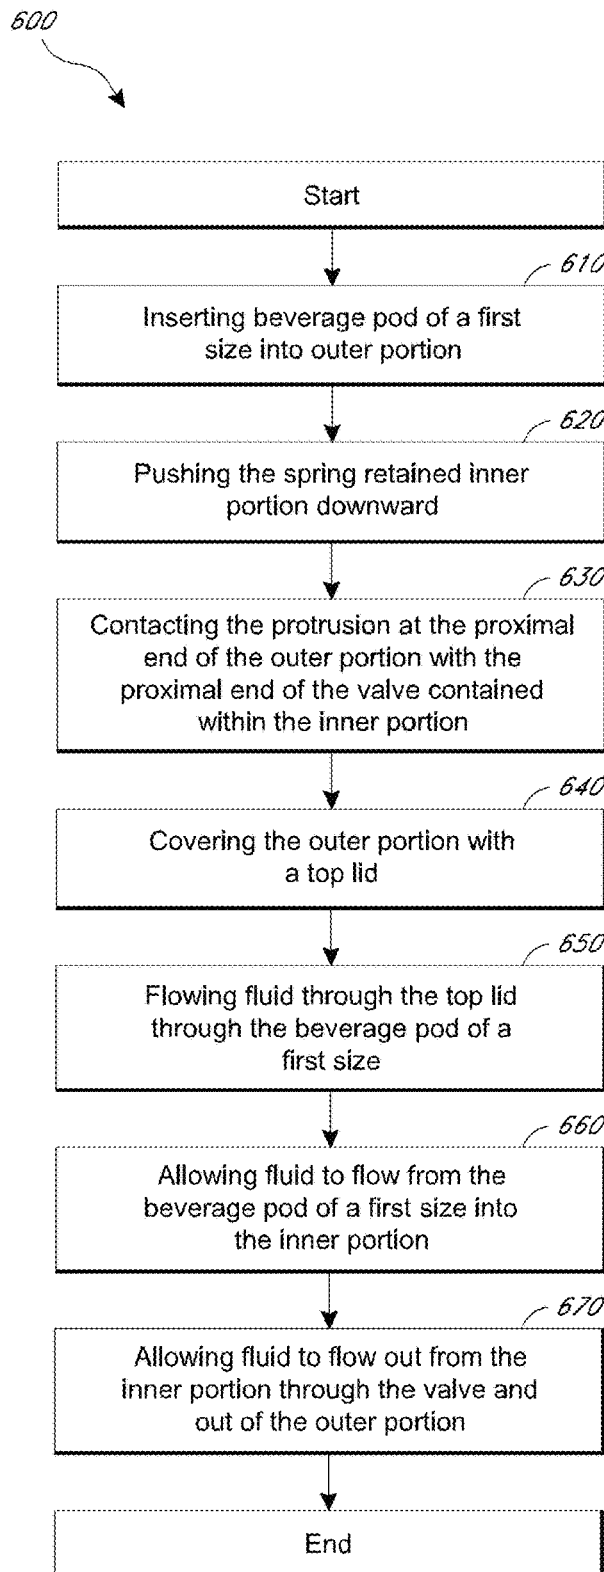 600
Start
610
Inserting beverage pod of a first
size into outer portion
620
Pushing the spring retained inner
portion downward
630
Contacting the protrusion at the proximal
end of the outer portion with the
proximal end of the valve contained
within the inner portion
640
Covering the outer portion with
a top lid
650
Flowing fluid through the top lid
through the beverage pod of a
first size
660
Allowing fluid to flow from the
beverage pod of a first size into
the inner portion
670
Allowing fluid to flow out from the
inner portion through the valve and
out of the outer portion
End